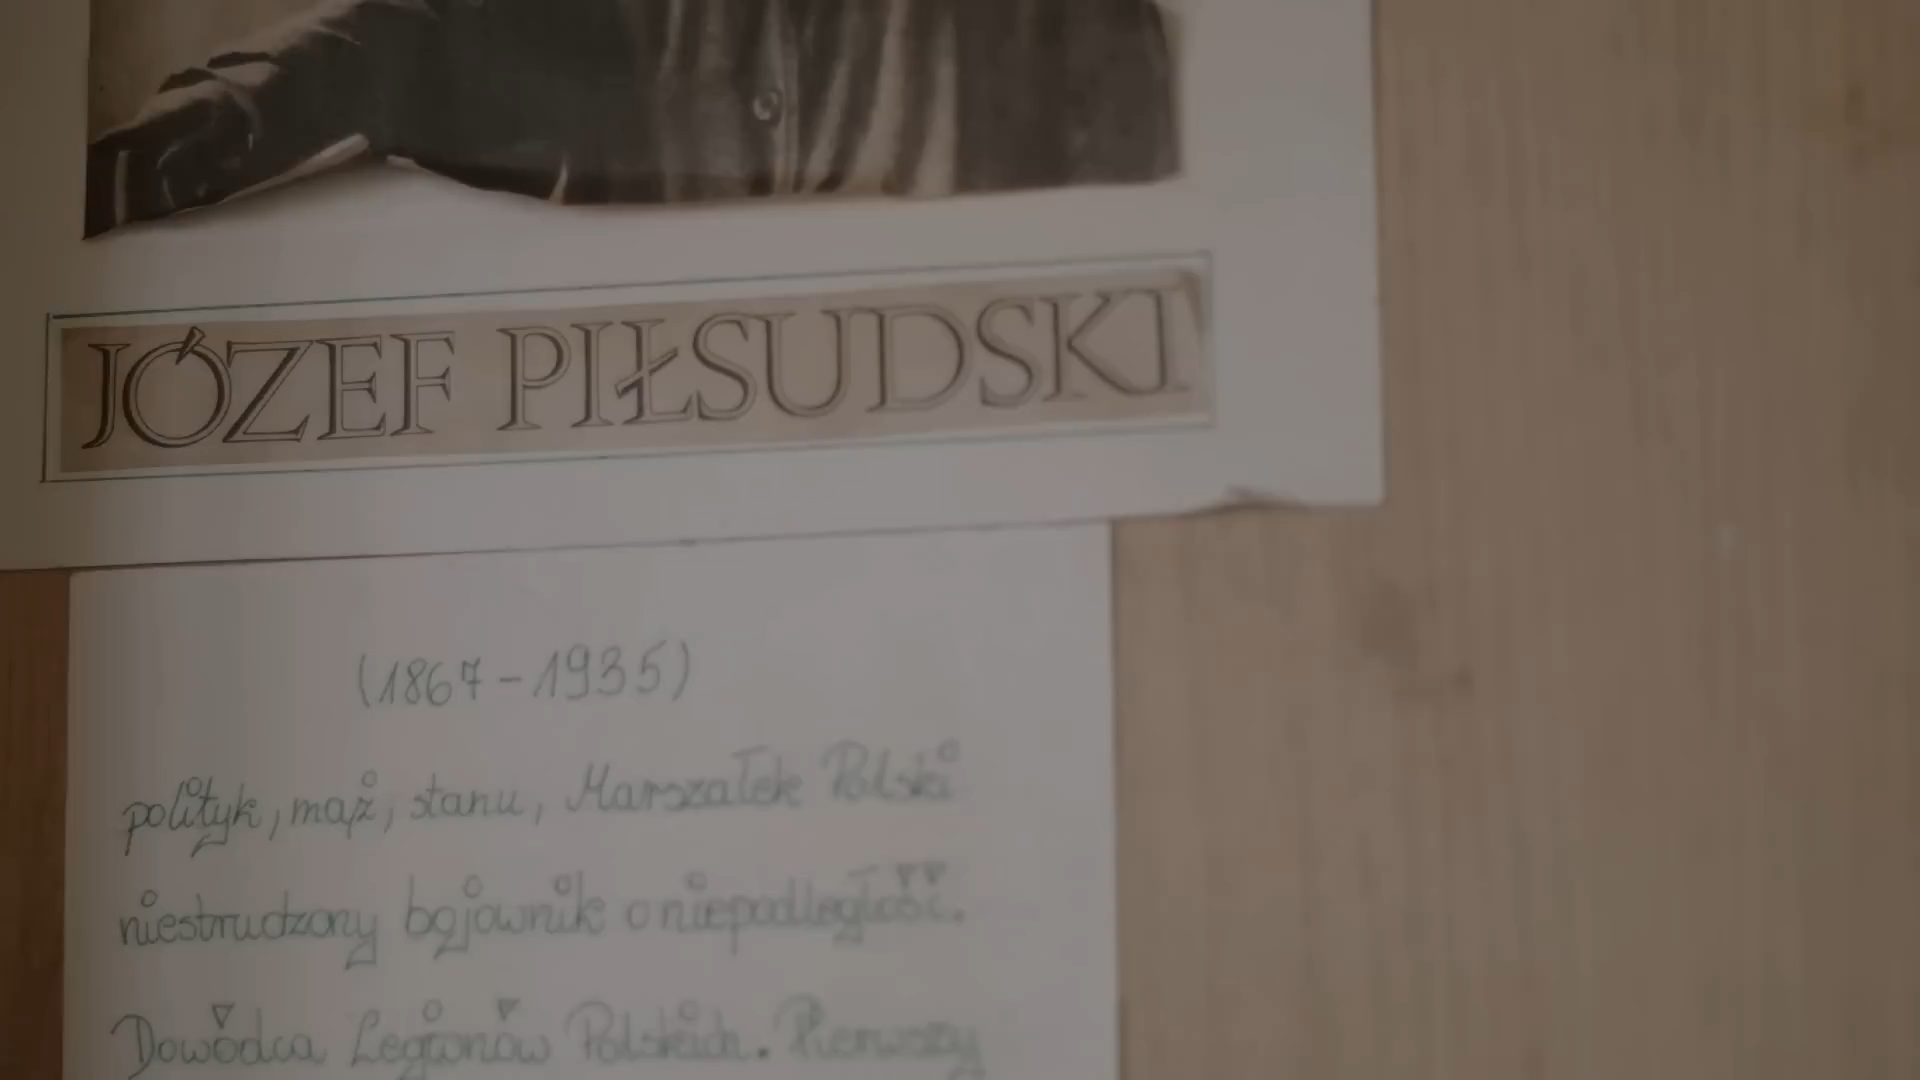 JÓZEF PIŁSUDSKI
(1867-1935)
polityk, mąż, stanu, Marszałek Polski
niestrudzony bojownik o niepodległość.
Dowódca Legionów Polskich. Pierwszy